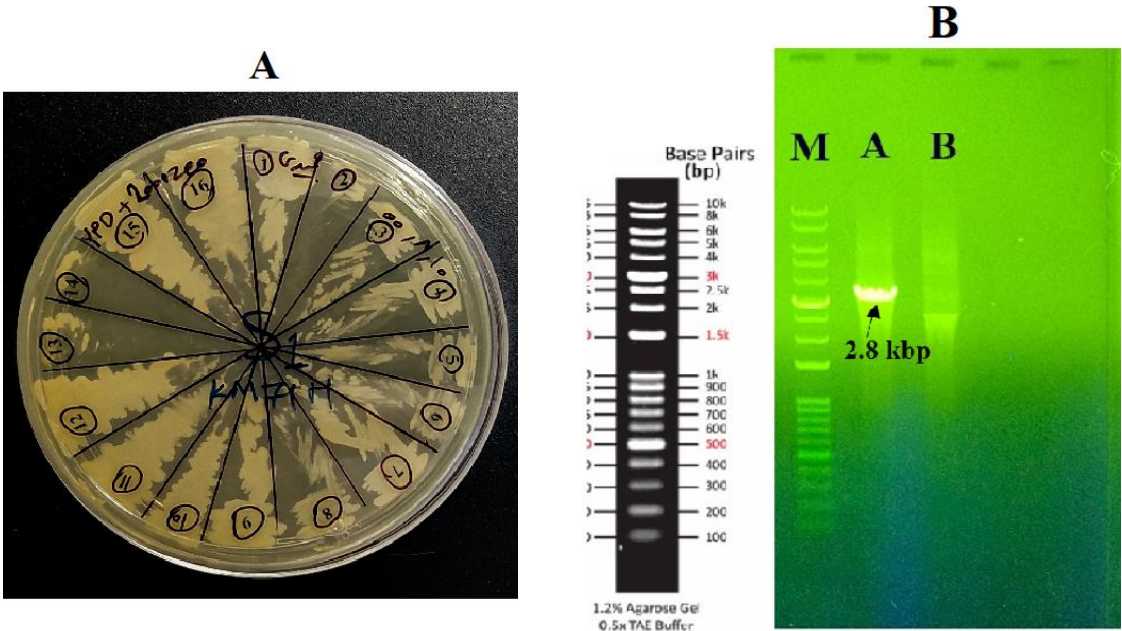 A
B
① Gms
②
③
④
⑤
⑥
⑦
⑧
⑨
⑩
⑪
⑫
⑬
⑭
⑮
⑯
YPD +
S1
KM71H
Base Pairs
(bp)
10k
8k
6k
5k
4k
3k
2.5k
2k
1.5k
1k
900
800
700
600
500
400
300
200
100
1.2% Agarose Gel
0.5x TAE Buffer
M A B
2.8 kbp